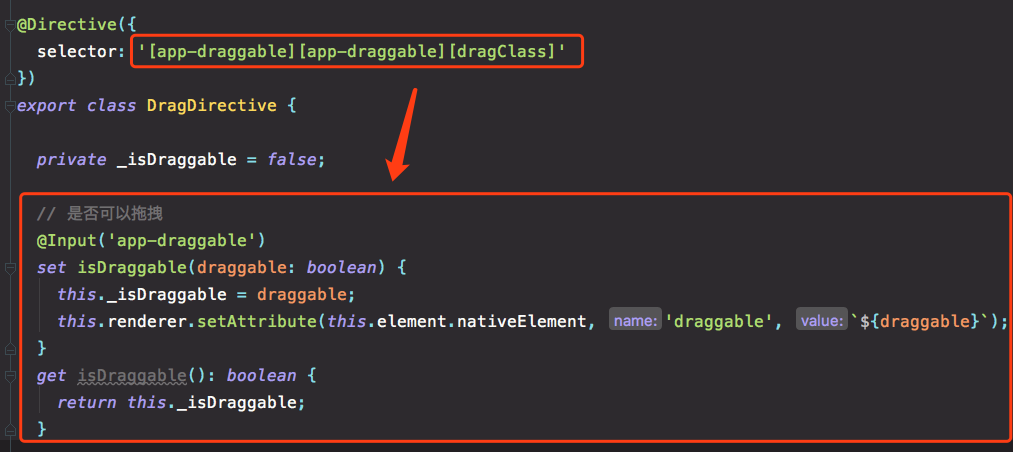 @Directive({
selector: '[app-draggable][app-draggable][dragClass]'
})
export class DragDirective {
private _isDraggable = false;
// 是否可以拖拽
@Input('app-draggable')
set isDraggable(draggable: boolean) {
this._isDraggable = draggable;
this.renderer.setAttribute(this.element.nativeElement, name: 'draggable', value: `${draggable}`);
}
get isDraggable(): boolean {
return this._isDraggable;
}